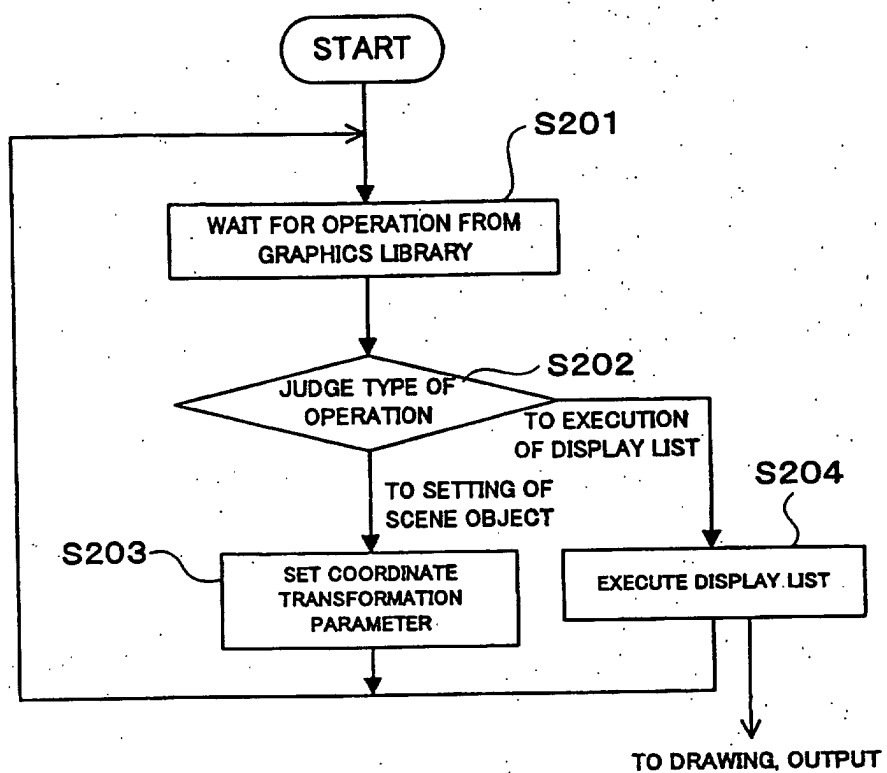 START
S201
WAIT FOR OPERATION FROM
GRAPHICS LIBRARY
S202
JUDGE TYPE OF
OPERATION
TO EXECUTION
OF DISPLAY LIST
TO SETTING OF
SCENE OBJECT
S204
S203
SET COORDINATE
TRANSFORMATION
PARAMETER
EXECUTE DISPLAY LIST
TO DRAWING, OUTPUT